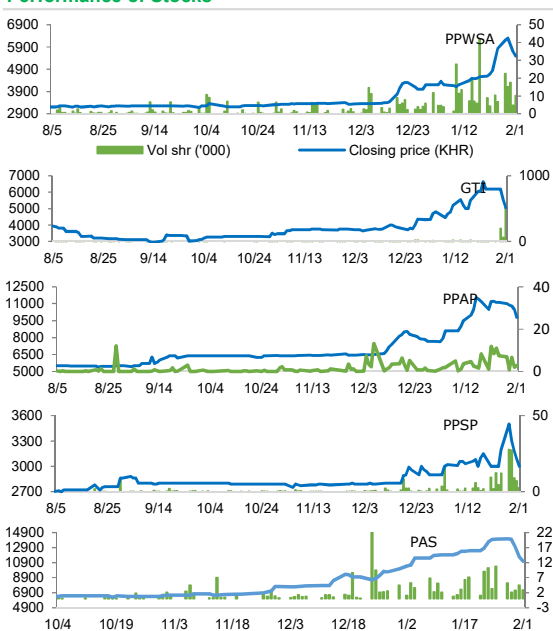 Performance of Stocks
PPWSA
6900 50
5900 40
4900 30
20
3900 10
2900 0
8/5 8/25 9/14 10/4 10/24 11/13 12/3 12/23 1/12 2/1
Vol shr ('000) Closing price (KHR)
GTI
7000 1000
6000
5000
4000
3000 0
8/5 8/25 9/14 10/4 10/24 11/13 12/3 12/23 1/12 2/1
PPAP
12500 40
11000
9500 20
8000
6500
5000 0
8/5 8/25 9/14 10/4 10/24 11/13 12/3 12/23 1/12 2/1
PPSP
3600 50
3300
3000
2700 0
8/5 8/25 9/14 10/4 10/24 11/13 12/3 12/23 1/12 2/1
PAS
14900 22
12900 17
10900 12
8900 7
6900 2
4900 -3
10/4 10/19 11/3 11/18 12/3 12/18 1/2 1/17 2/1